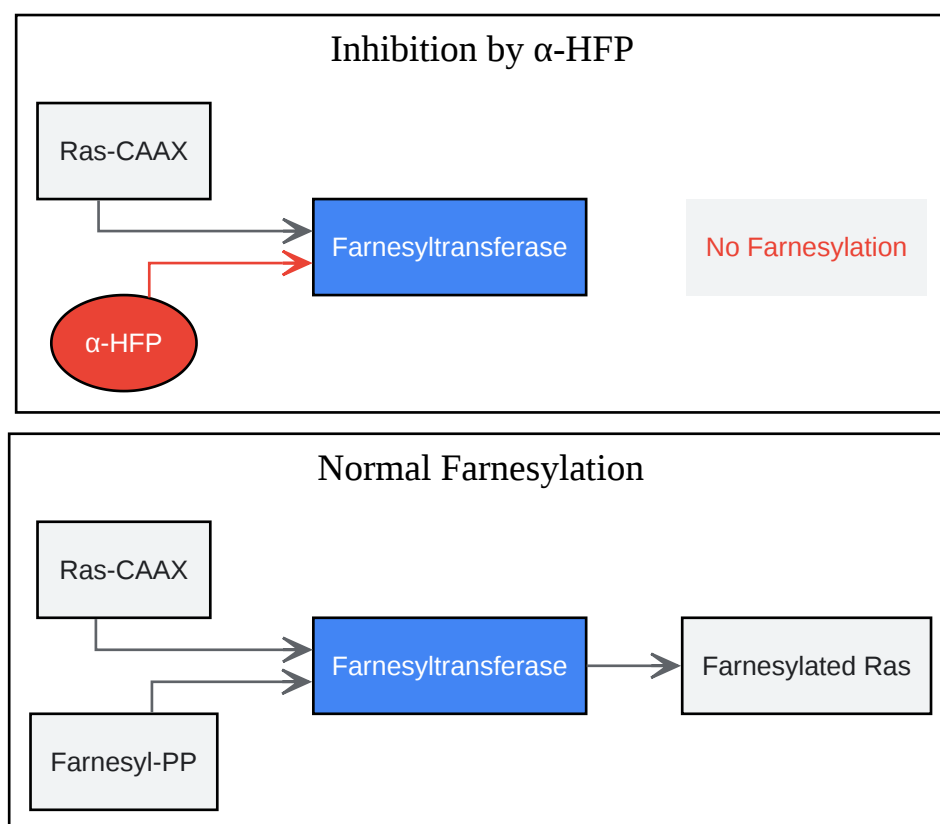 Inhibition by α-HFP
Ras-CAAX
Farnesyltransferase
No Farnesylation
α-HFP
Normal Farnesylation
Ras-CAAX
Farnesyltransferase
Farnesylated Ras
Farnesyl-PP